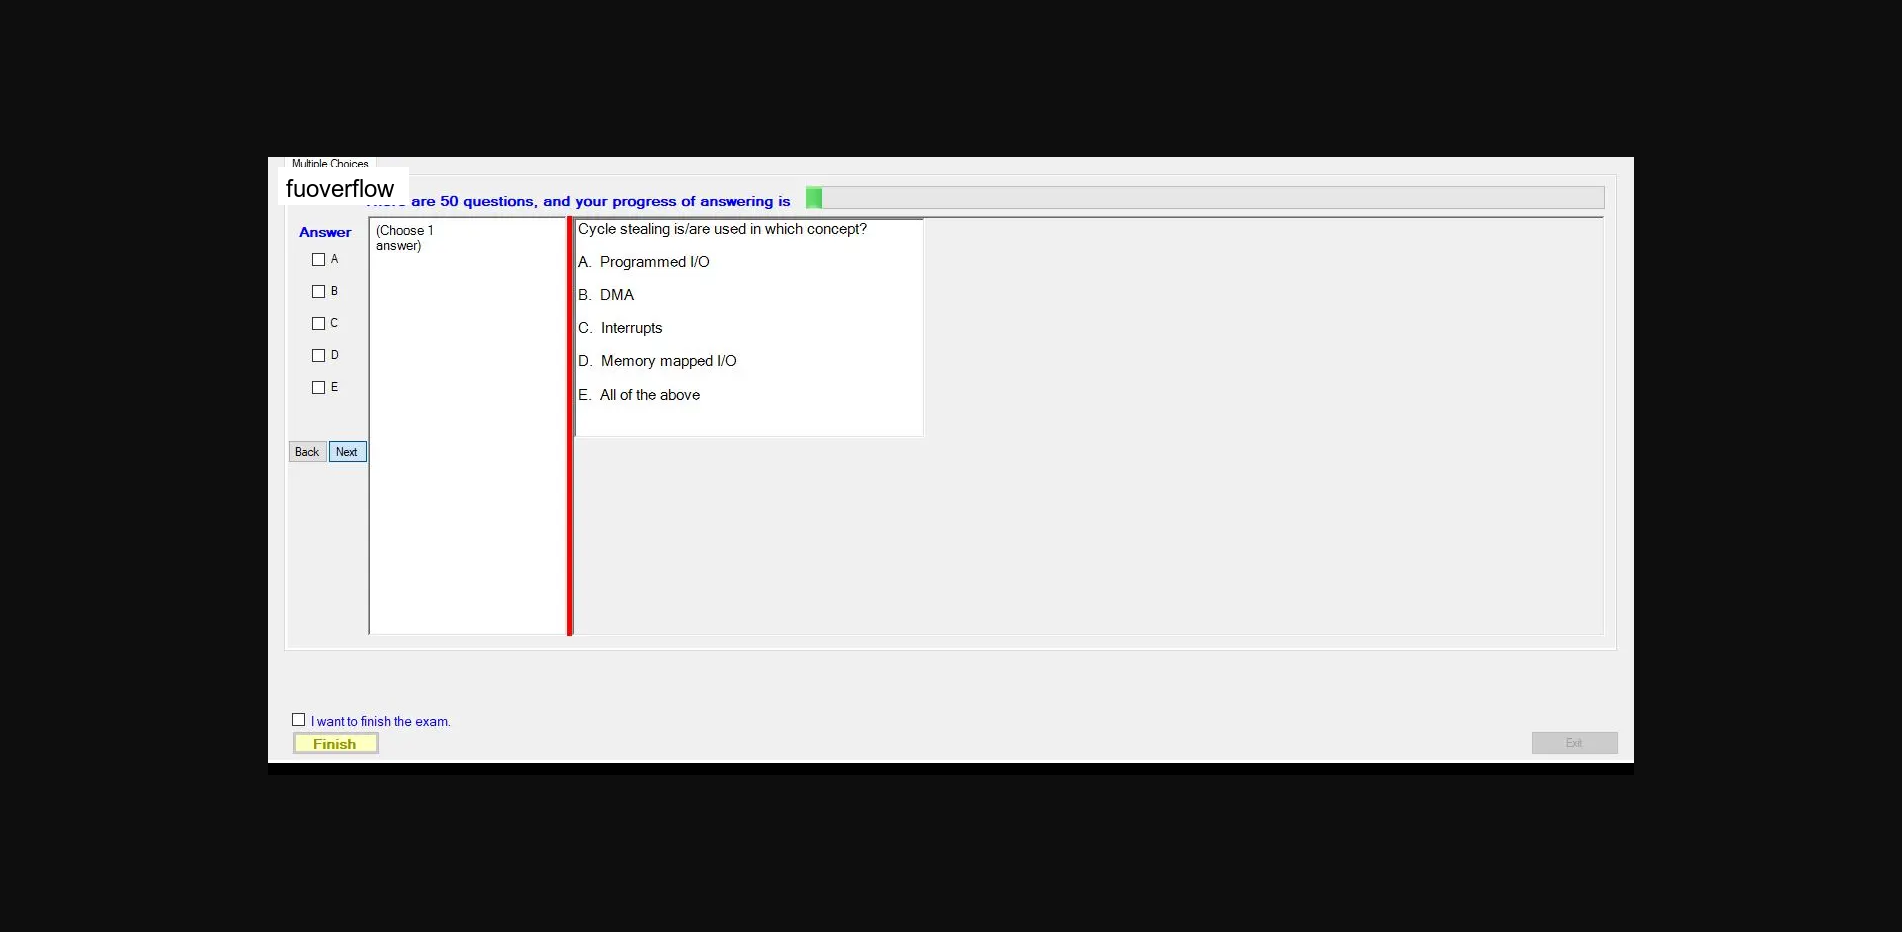 Multiple Choices
fuoverflow
are 50 questions, and your progress of answering is
Answer
(Choose 1
answer)
A
B
C
D
E
Back
Next
Cycle stealing is/are used in which concept?
A. Programmed I/O
B. DMA
C. Interrupts
D. Memory mapped I/O
E. All of the above
I want to finish the exam.
Finish
Exit